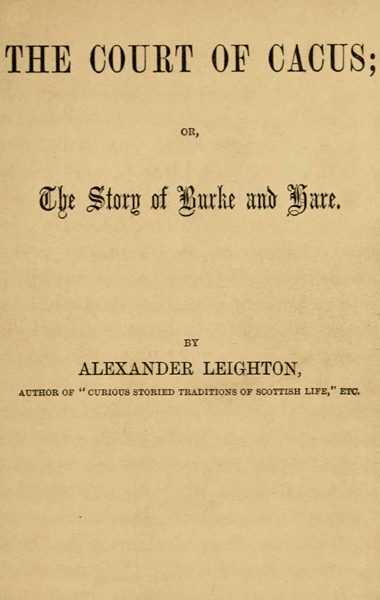 THE COURT OF CACUS;
OR,
The Story of Burke and Hare.
BY
ALEXANDER LEIGHTON,
AUTHOR OF "CURIOUS STORIED TRADITIONS OF SCOTTISH LIFE," ETC.